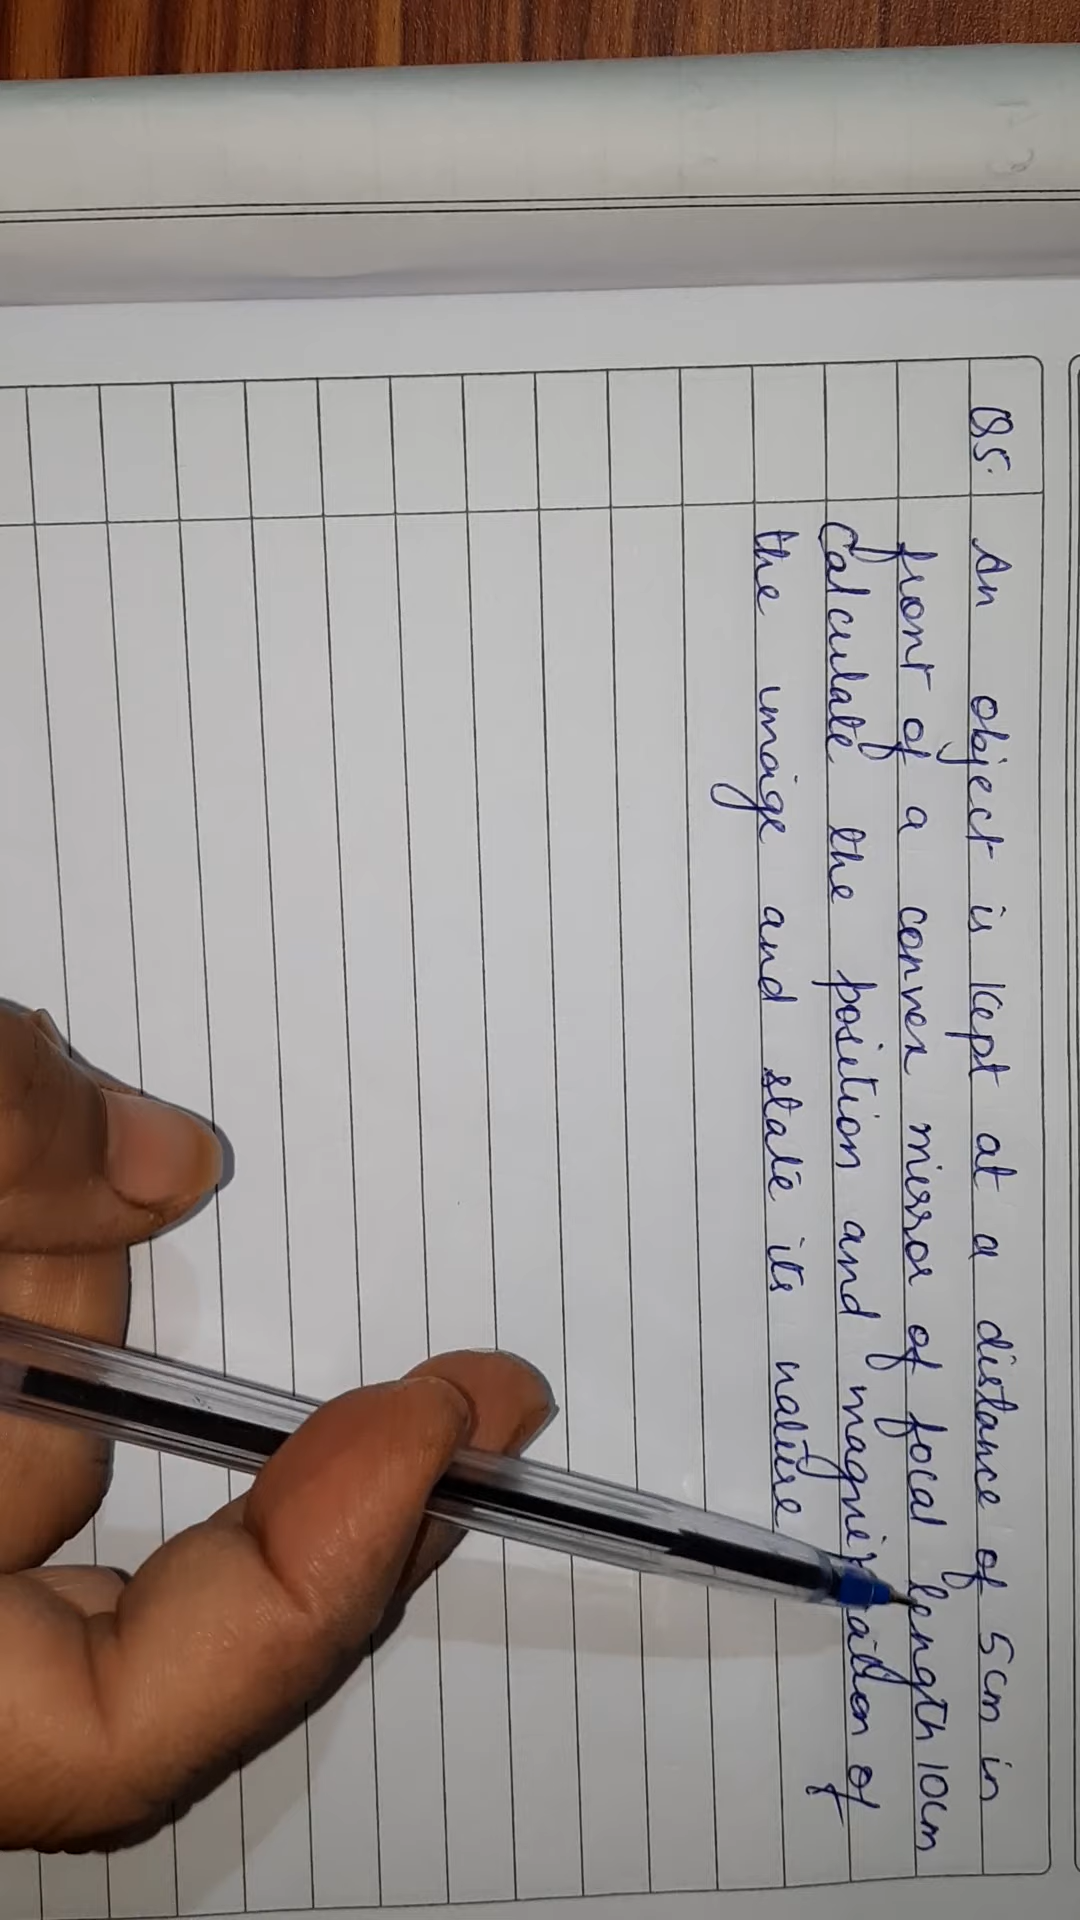 Q5. An object is kept at a distance of 5cm in
front of a convex mirror of focal length 10cm
Calculate the position and magnification of
the image and state its nature